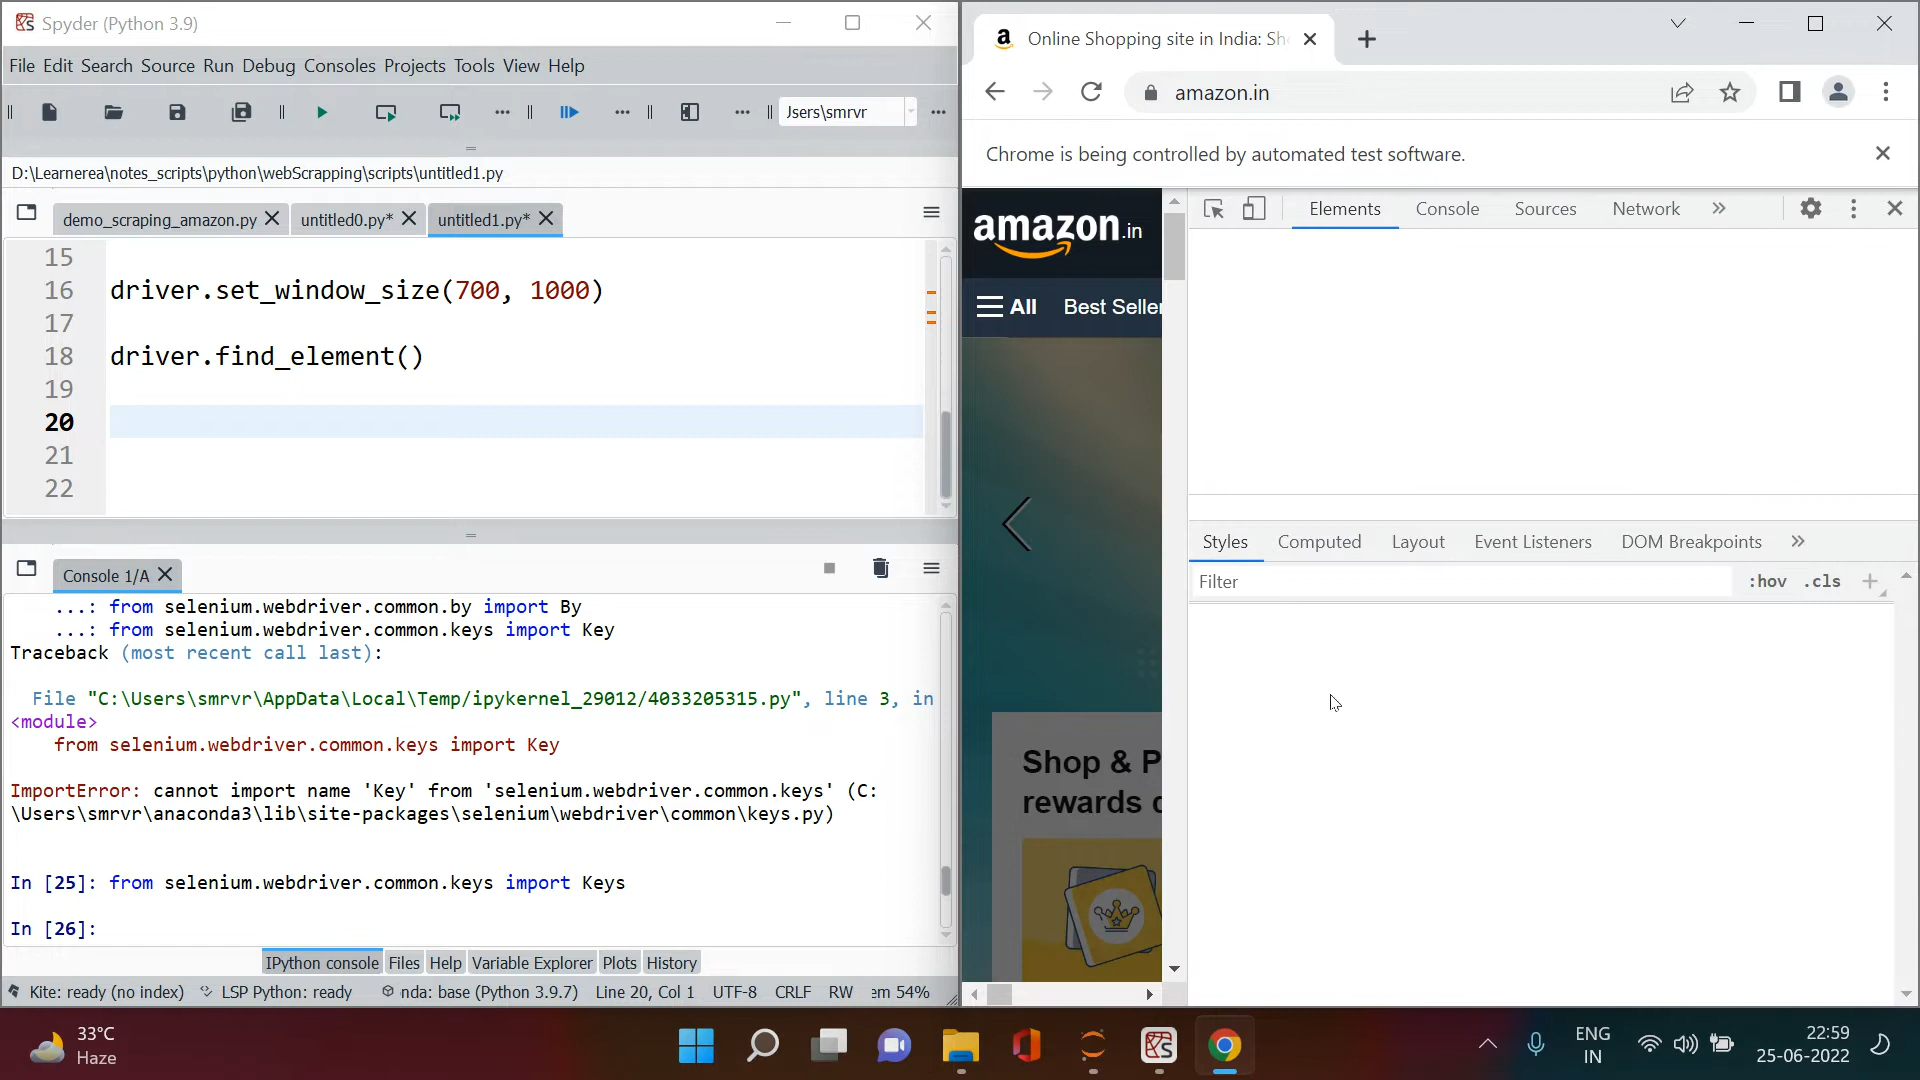 Spyder (Python 3.9)
File Edit Search Source Run Debug Consoles Projects Tools View Help
Jsers\smrvr
D:\Learnerea\notes_scripts\python\webScrapping\scripts\untitled1.py
demo_scraping_amazon.py
untitled0.py*
untitled1.py*
15
16 driver.set_window_size(700, 1000)
17
18 driver.find_element()
19
20
21
22
Console 1/A
...: from selenium.webdriver.common.by import By
...: from selenium.webdriver.common.keys import Key
Traceback (most recent call last):
File "C:\Users\smrvr\AppData\Local\Temp/ipykernel_29012/4033205315.py", line 3, in
<module>
from selenium.webdriver.common.keys import Key
ImportError: cannot import name 'Key' from 'selenium.webdriver.common.keys' (C:
\Users\smrvr\anaconda3\lib\site-packages\selenium\webdriver\common\keys.py)
In [25]: from selenium.webdriver.common.keys import Keys
In [26]:
IPython console Files Help Variable Explorer Plots History
Kite: ready (no index) LSP Python: ready nda: base (Python 3.9.7) Line 20, Col 1 UTF-8 CRLF RW em 54%
Online Shopping site in India: Sh
amazon.in
Chrome is being controlled by automated test software.
amazon.in
All Best Seller
Shop & P
rewards
Elements Console Sources Network
Styles Computed Layout Event Listeners DOM Breakpoints
Filter :hov .cls
33°C
Haze
ENG
IN
22:59
25-06-2022